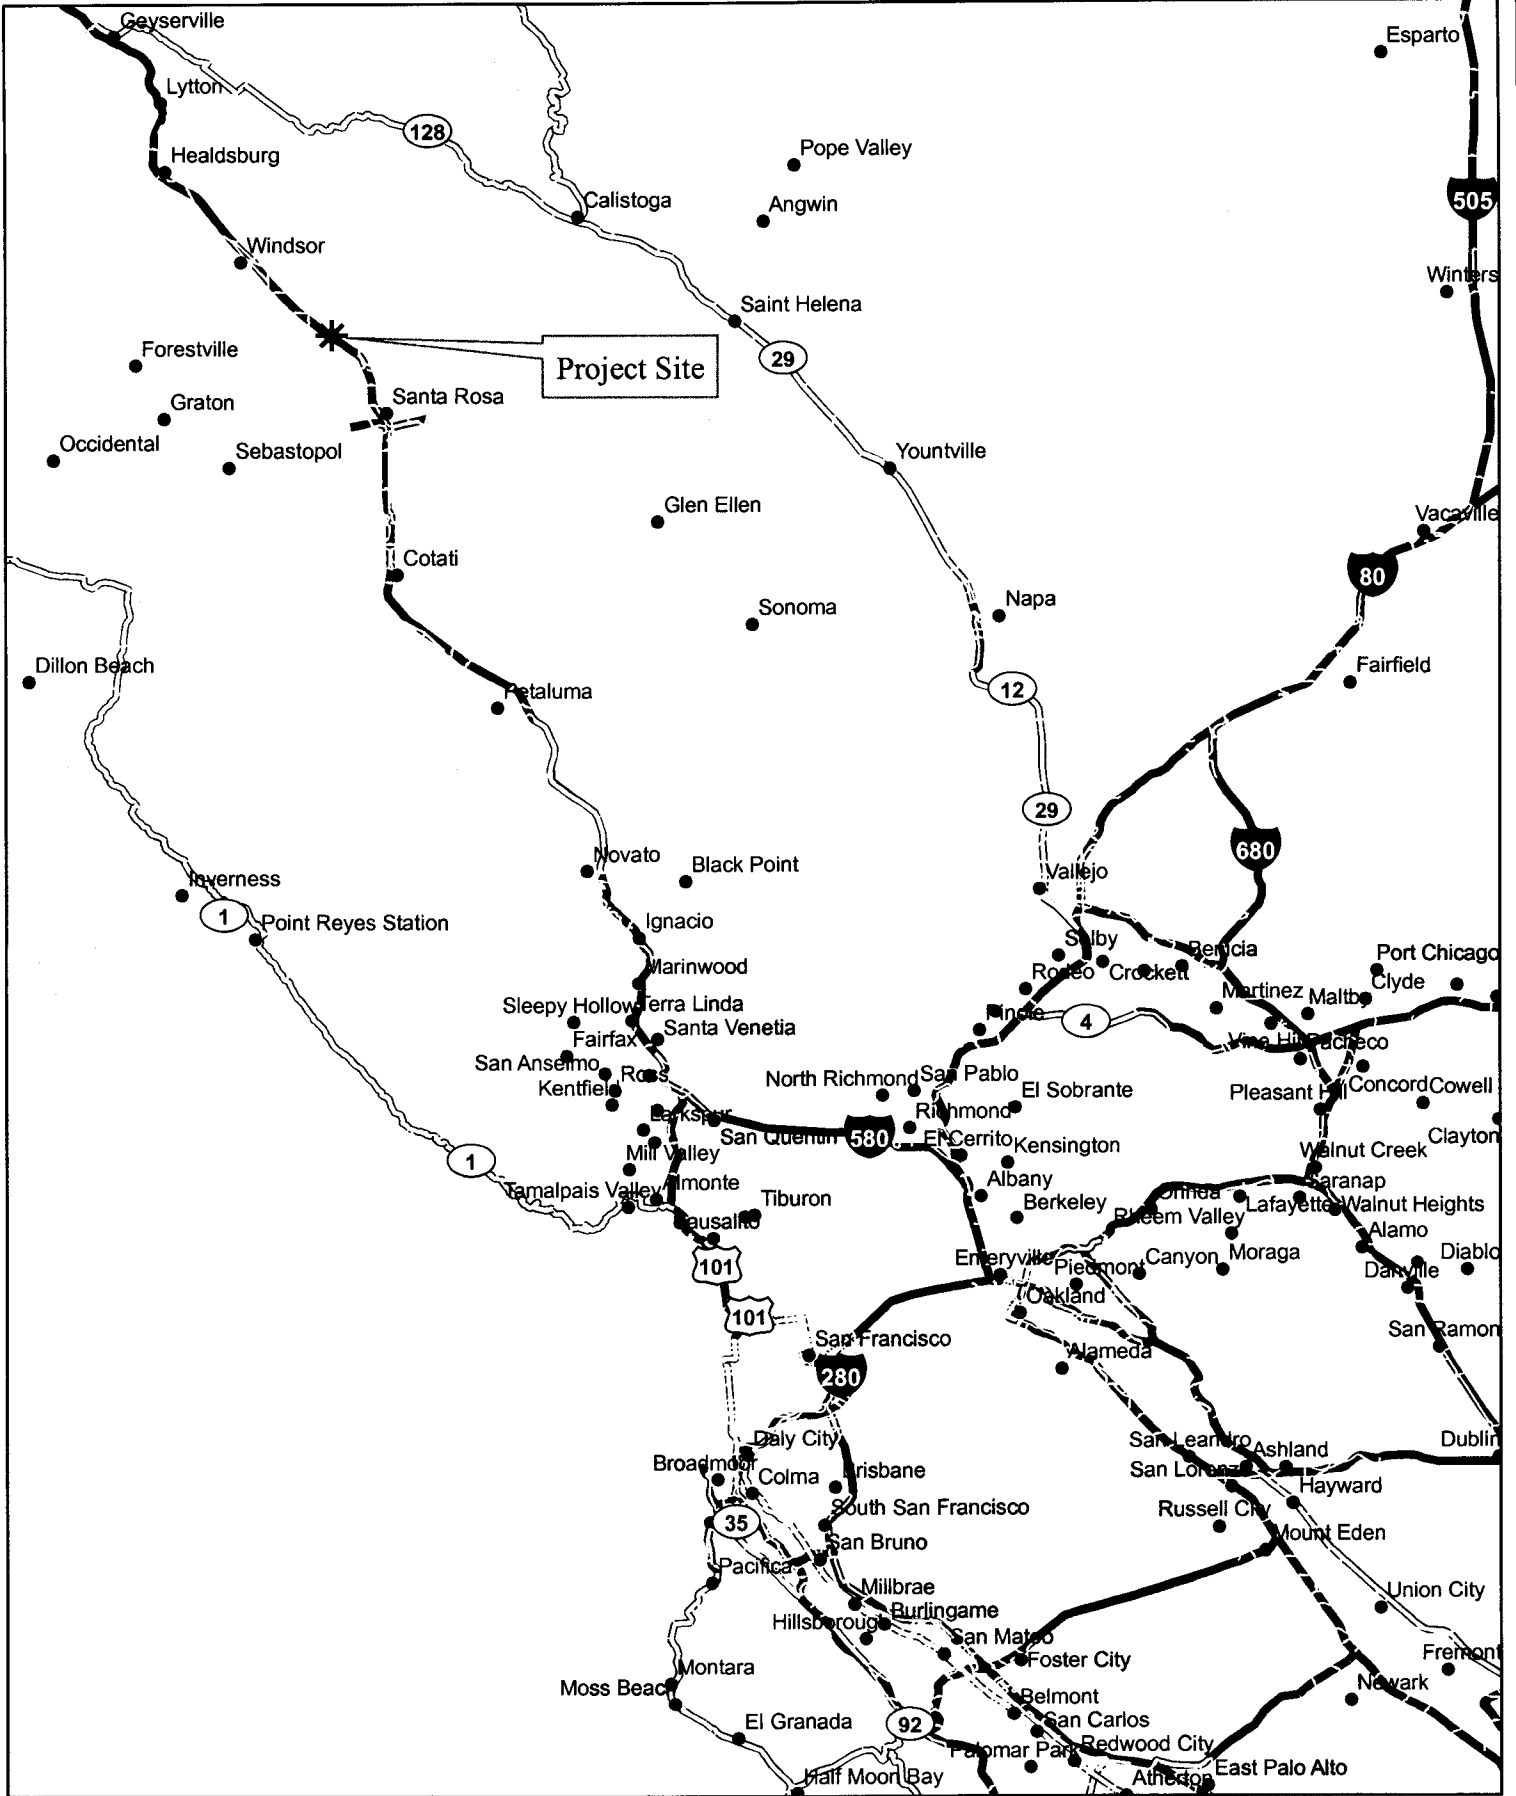 Geyserville
Esparto
Lytton
128
Healdsburg
Pope Valley
Calistoga
Angwin
505
Windsor
Winters
Saint Helena
Forestville
Project Site
29
Santa Rosa
Graton
Occidental
Sebastopol
Yountville
Glen Ellen
Vacaville
Cotati
80
Sonoma
Napa
Dillon Beach
Fairfield
Petaluma
12
29
680
Novato
Black Point
Vallejo
Inverness
1
Point Reyes Station
Ignacio
Selby
Benicia
Port Chicago
Marinwood
Rodeo
Crockett
Clyde
Sleepy Hollow
Terra Linda
Martinez
Maltby
Pinole
4
Fairfax
Santa Venetia
Vine Hill
Pacheco
San Anselmo
Ross
North Richmond
San Pablo
Kentfield
El Sobrante
Pleasant Hill
Concord
Cowell
Larkspur
Richmond
San Quentin
580
El Cerrito
Kensington
Clayton
Mill Valley
1
Walnut Creek
Tamalpais Valley
Almonte
Tiburon
Albany
Saranap
Orinda
Berkeley
Rheem Valley
Lafayette
Walnut Heights
Sausalito
Alamo
101
Emeryville
Piedmont
Canyon
Moraga
Diablo
Danville
Oakland
101
San Francisco
San Ramon
Alameda
280
Daly City
San Leandro
Ashland
Dublin
Broadmoor
Colma
Brisbane
San Lorenzo
Hayward
South San Francisco
Russell City
35
San Bruno
Mount Eden
Pacifica
Millbrae
Union City
Hillsborough
Burlingame
San Mateo
Fremont
Foster City
Montara
Moss Beach
Newark
Belmont
El Granada
92
San Carlos
Palomar Park
Redwood City
Half Moon Bay
Atherton
East Palo Alto